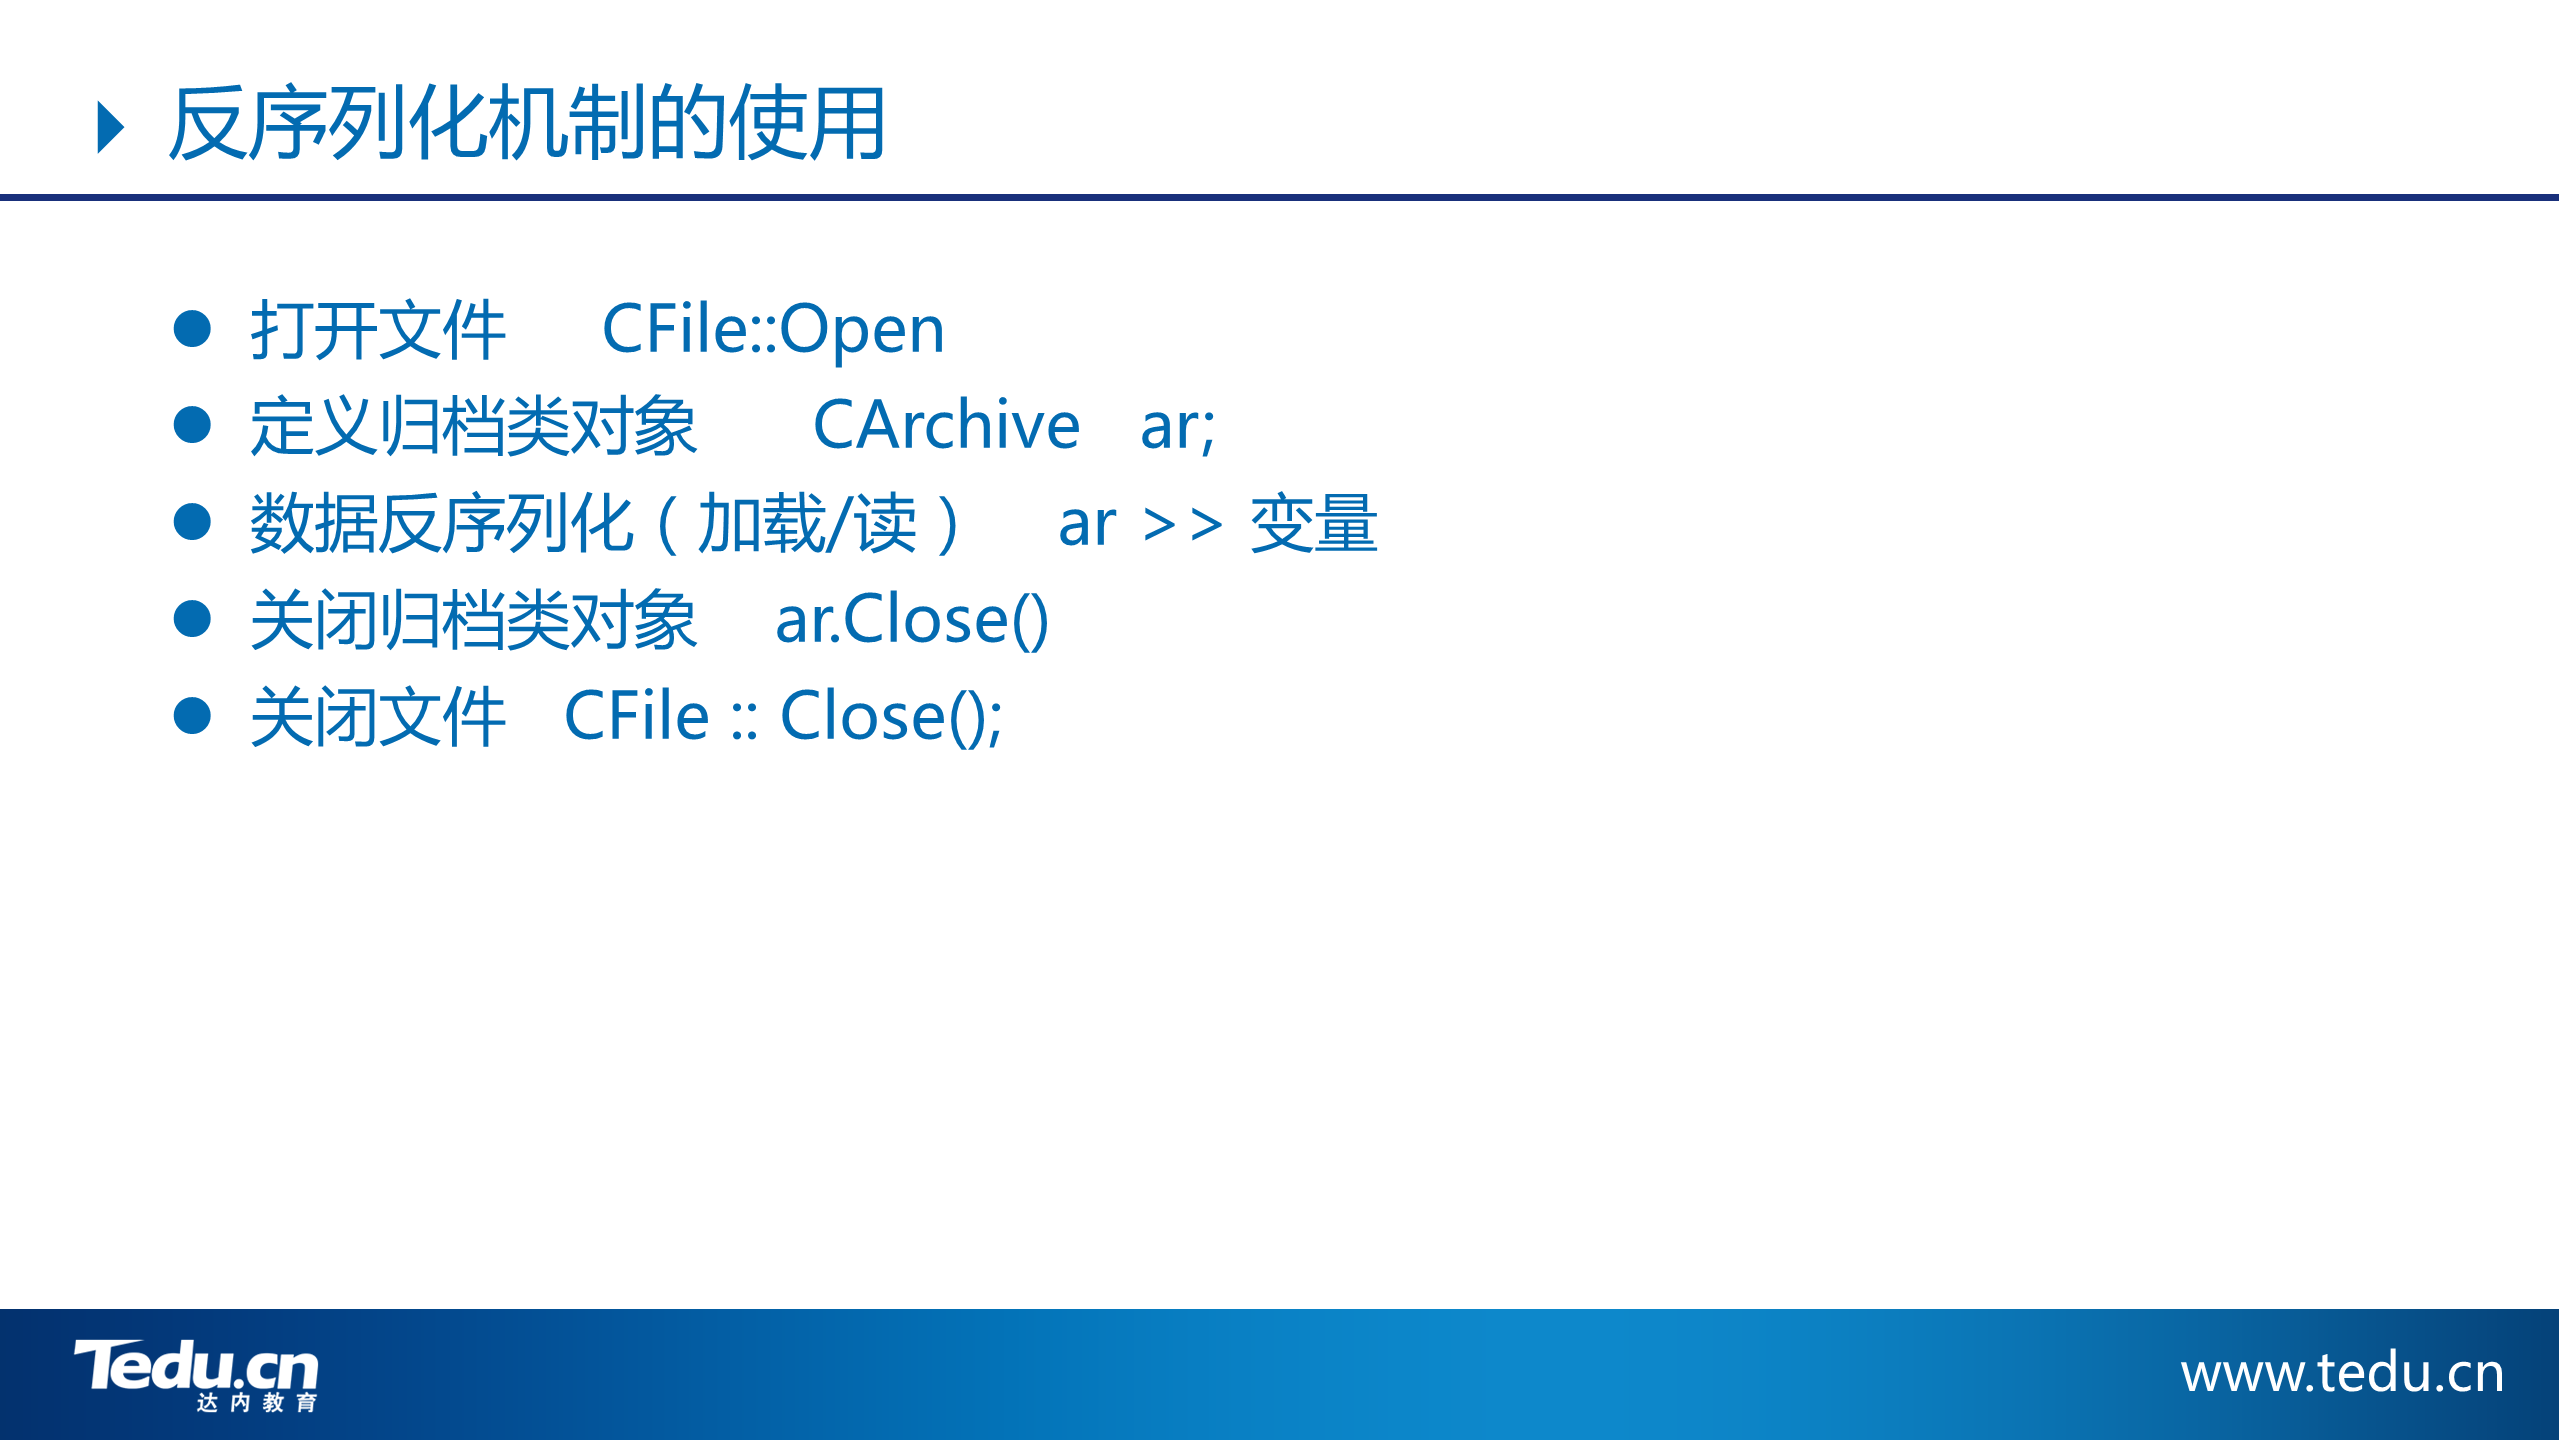 反序列化机制的使用
打开文件 CFile::Open
定义归档类对象 CArchive ar;
数据反序列化（加载/读） ar >> 变量
关闭归档类对象 ar.Close()
关闭文件 CFile :: Close();
Tedu.cn
达内教育
www.tedu.cn